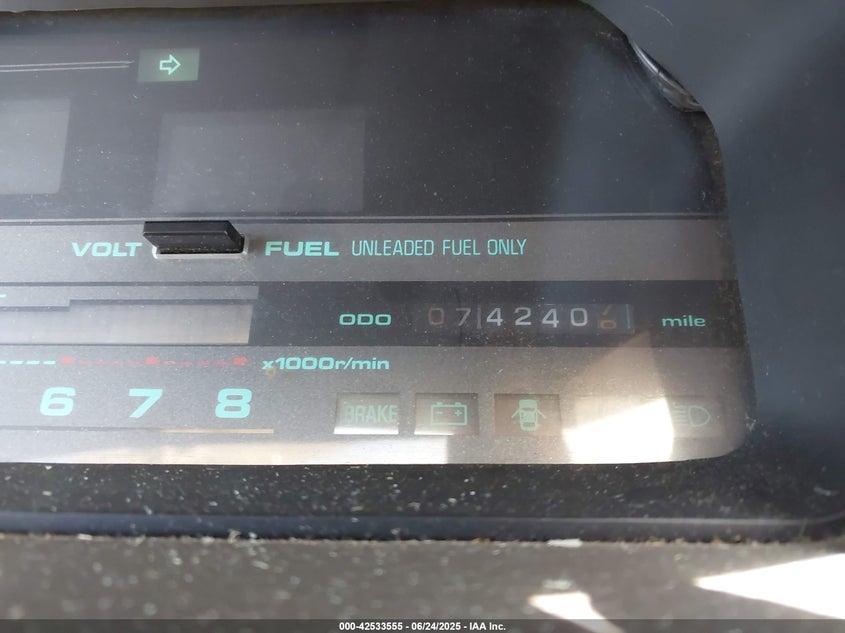 VOLT FUEL UNLEADED FUEL ONLY
ODO 074240 mile
x1000r/min
6 7 8
BRAKE
000-42533555 - 06/24/2025 - IAA Inc.